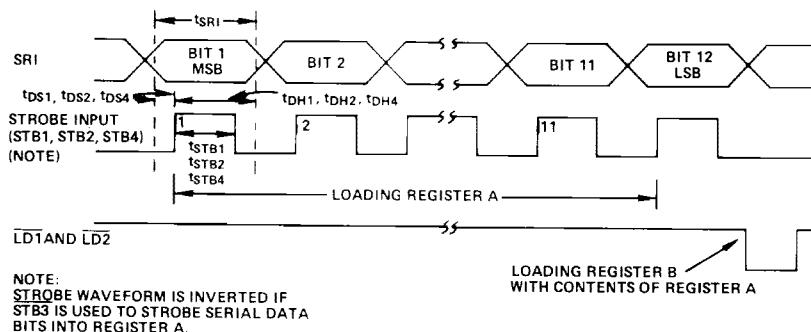 tSRI
SRI
BIT 1
MSB
BIT 2
BIT 11
BIT 12
LSB
tDS1, tDS2, tDS4
tDH1, tDH2, tDH4
STROBE INPUT
(STB1, STB2, STB4)
(NOTE)
1
2
11
tSTB1
tSTB2
tSTB4
LOADING REGISTER A
LD1 AND LD2
LOADING REGISTER B
WITH CONTENTS OF REGISTER A
NOTE:
STROBE WAVEFORM IS INVERTED IF
STB3 IS USED TO STROBE SERIAL DATA
BITS INTO REGISTER A.